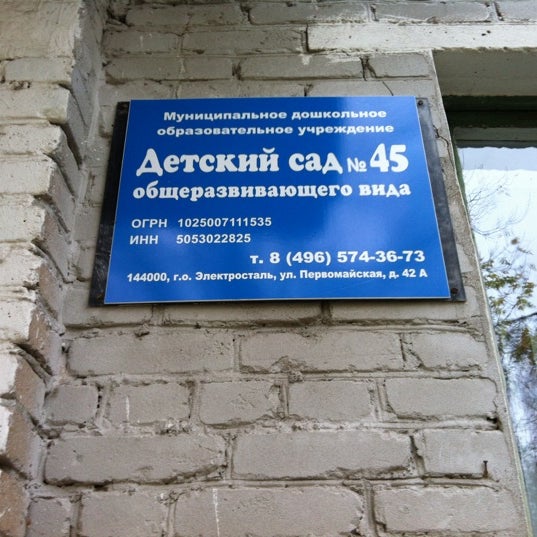 Муниципальное дошкольное
образовательное учреждение
Детский сад № 45
общеразвивающего вида
ОГРН 1025007111535
ИНН 5053022825
т. 8 (496) 574-36-73
144000, г.о. Электросталь, ул. Первомайская, д. 42 А